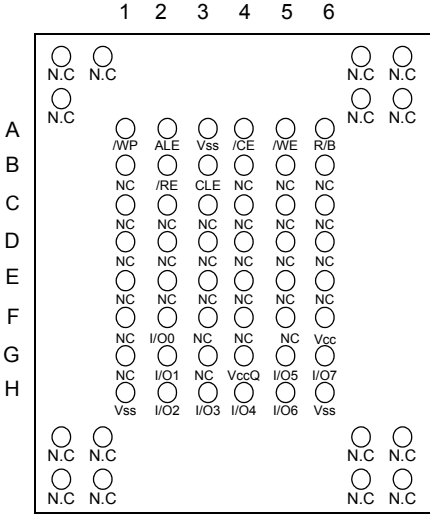 1 2 3 4 5 6
N.C N.C N.C N.C
N.C N.C N.C
A
/WP ALE Vss /CE /WE R/B
B
NC /RE CLE NC NC NC
C
NC NC NC NC NC NC
D
NC NC NC NC NC NC
E
NC NC NC NC NC NC
F
NC I/O0 NC NC NC Vcc
G
NC I/O1 NC VccQ I/O5 I/O7
H
Vss I/O2 I/O3 I/O4 I/O6 Vss
N.C N.C N.C N.C
N.C N.C N.C N.C